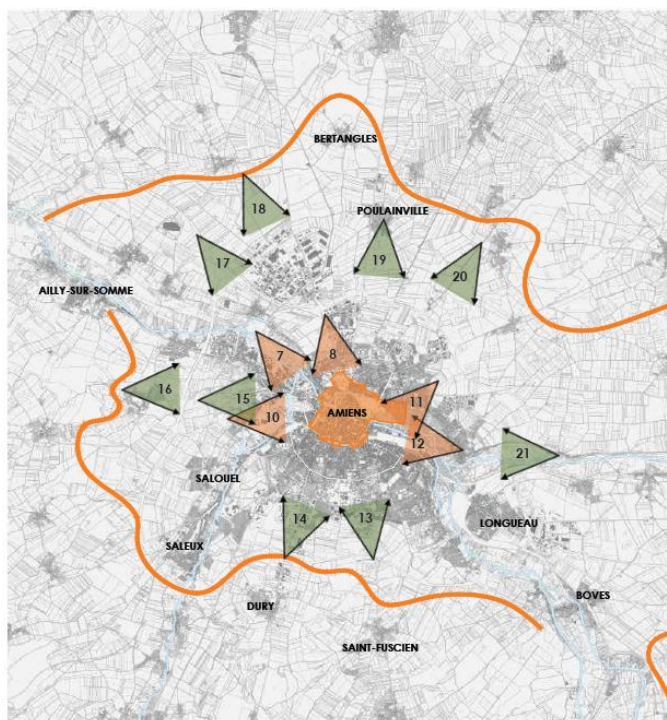 BERTANGLES
18
POULAINVILLE
17
19
20
AILLY-SUR-SOMME
7
8
16
15
11
10
AMIENS
12
21
SALOUEL
14
13
LONGUEAU
SALEUX
BOVES
DURY
SAINT-FUSCIEN